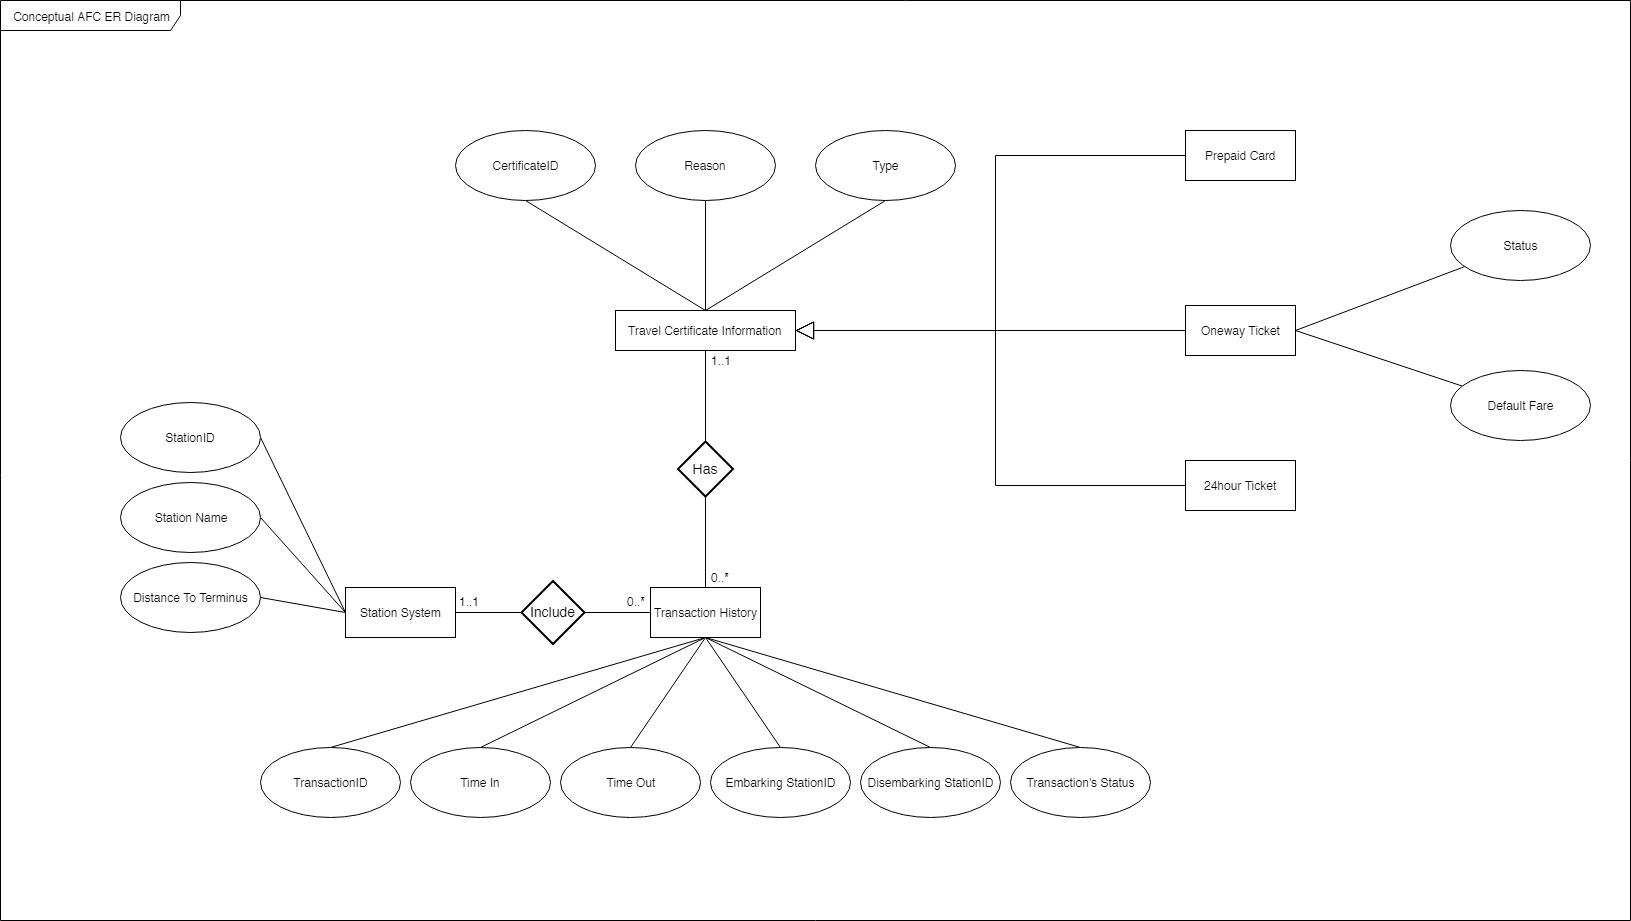 Conceptual AFC ER Diagram
Prepaid Card
CertificateID
Reason
Type
Status
Travel Certificate Information
Oneway Ticket
1..1
Default Fare
StationID
Has
24hour Ticket
Station Name
0..*
Distance To Terminus
1..1
0..*
Station System
Include
Transaction History
TransactionID
Time In
Time Out
Embarking StationID
Disembarking StationID
Transaction's Status